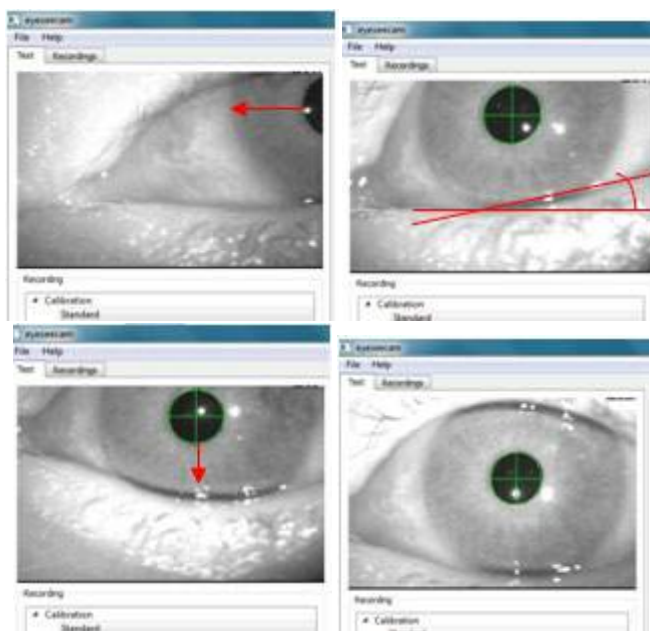 eyeseecam
File Help
Test Recordings
Recording
Calibration
Standard
eyeseecam
File Help
Test Recordings
Recording
Calibration
Standard
eyeseecam
File Help
Test Recordings
Recording
Calibration
Standard
eyeseecam
File Help
Test Recordings
Recording
Calibration